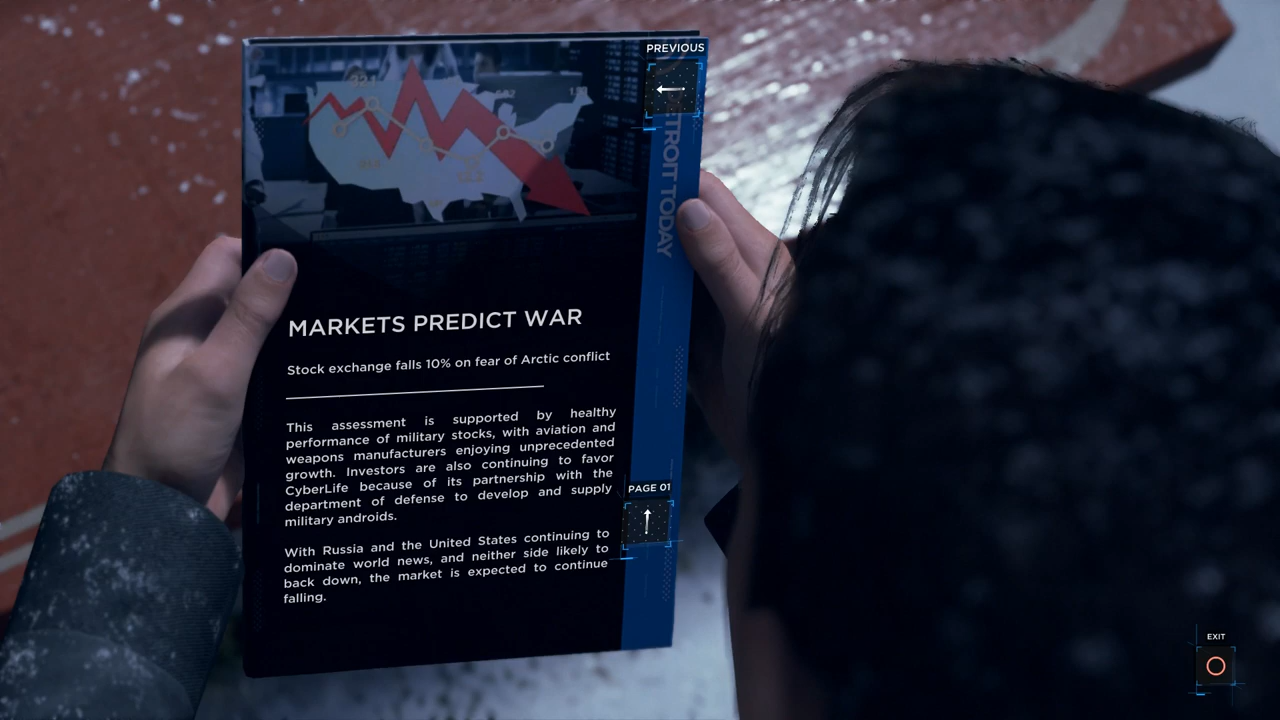 PREVIOUS
TROIT TODAY
MARKETS PREDICT WAR
Stock exchange falls 10% on fear of Arctic conflict
This assessment is supported by healthy
performance of military stocks, with aviation and
weapons manufacturers enjoying unprecedented
growth. Investors are also continuing to favor
CyberLife because of its partnership with the
department of defense to develop and supply
military androids.
With Russia and the United States continuing to
dominate world news, and neither side likely to
back down, the market is expected to continue
falling.
PAGE 01
EXIT